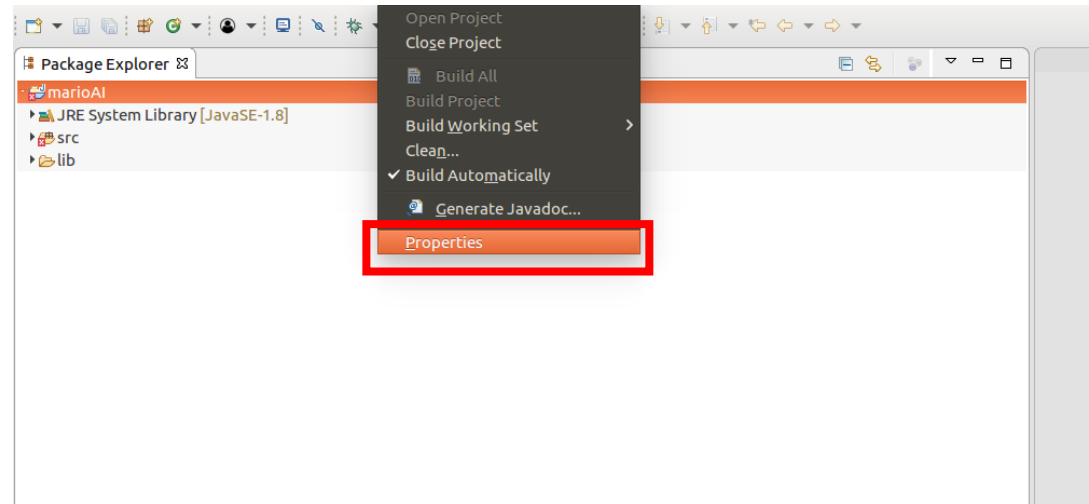 Open Project
Close Project
Package Explorer
Build All
marioAI
Build Project
JRE System Library [JavaSE-1.8]
Build Working Set
src
Clean...
lib
Build Automatically
Generate Javadoc...
Properties